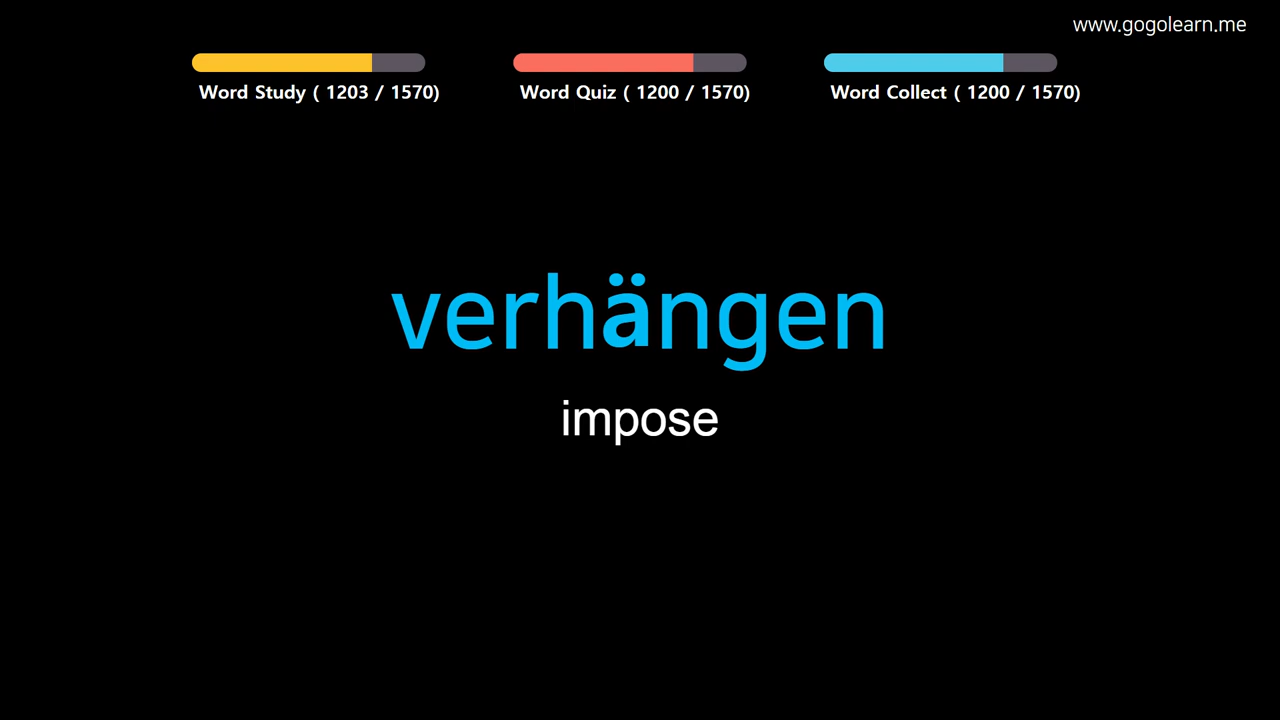 www.gogolearn.me
Word Study ( 1203 / 1570)
Word Quiz ( 1200 / 1570)
Word Collect ( 1200 / 1570)
verhängen
impose